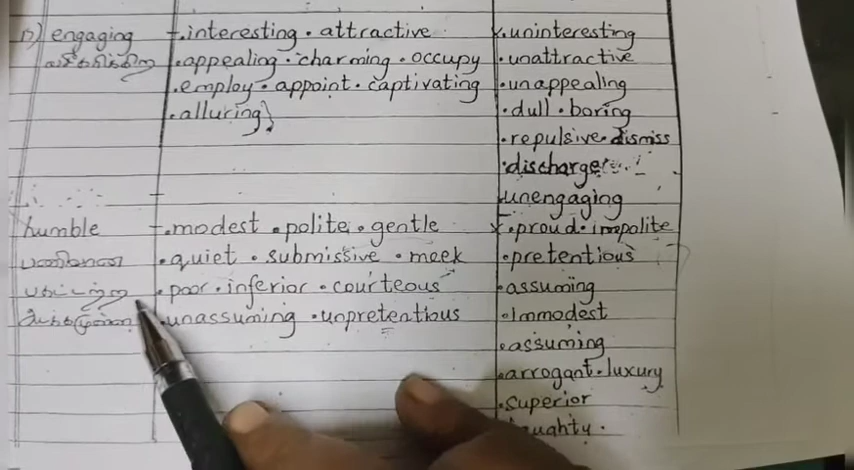 n) engaging - . interesting . attractive x . uninteresting
. appealing . charming . occupy . unattractive
. employ . appoint . captivating . unappealing
. alluring} . dull . boring
. repulsive . dismiss
. discharge
unengaging
humble - . modest . polite . gentle x . proud . impolite
. quiet . submissive . meek . pretentious
. poor . inferior . courteous . assuming
. unassuming . unpretentious . immodest
. assuming
. arrogant . luxury
. superior